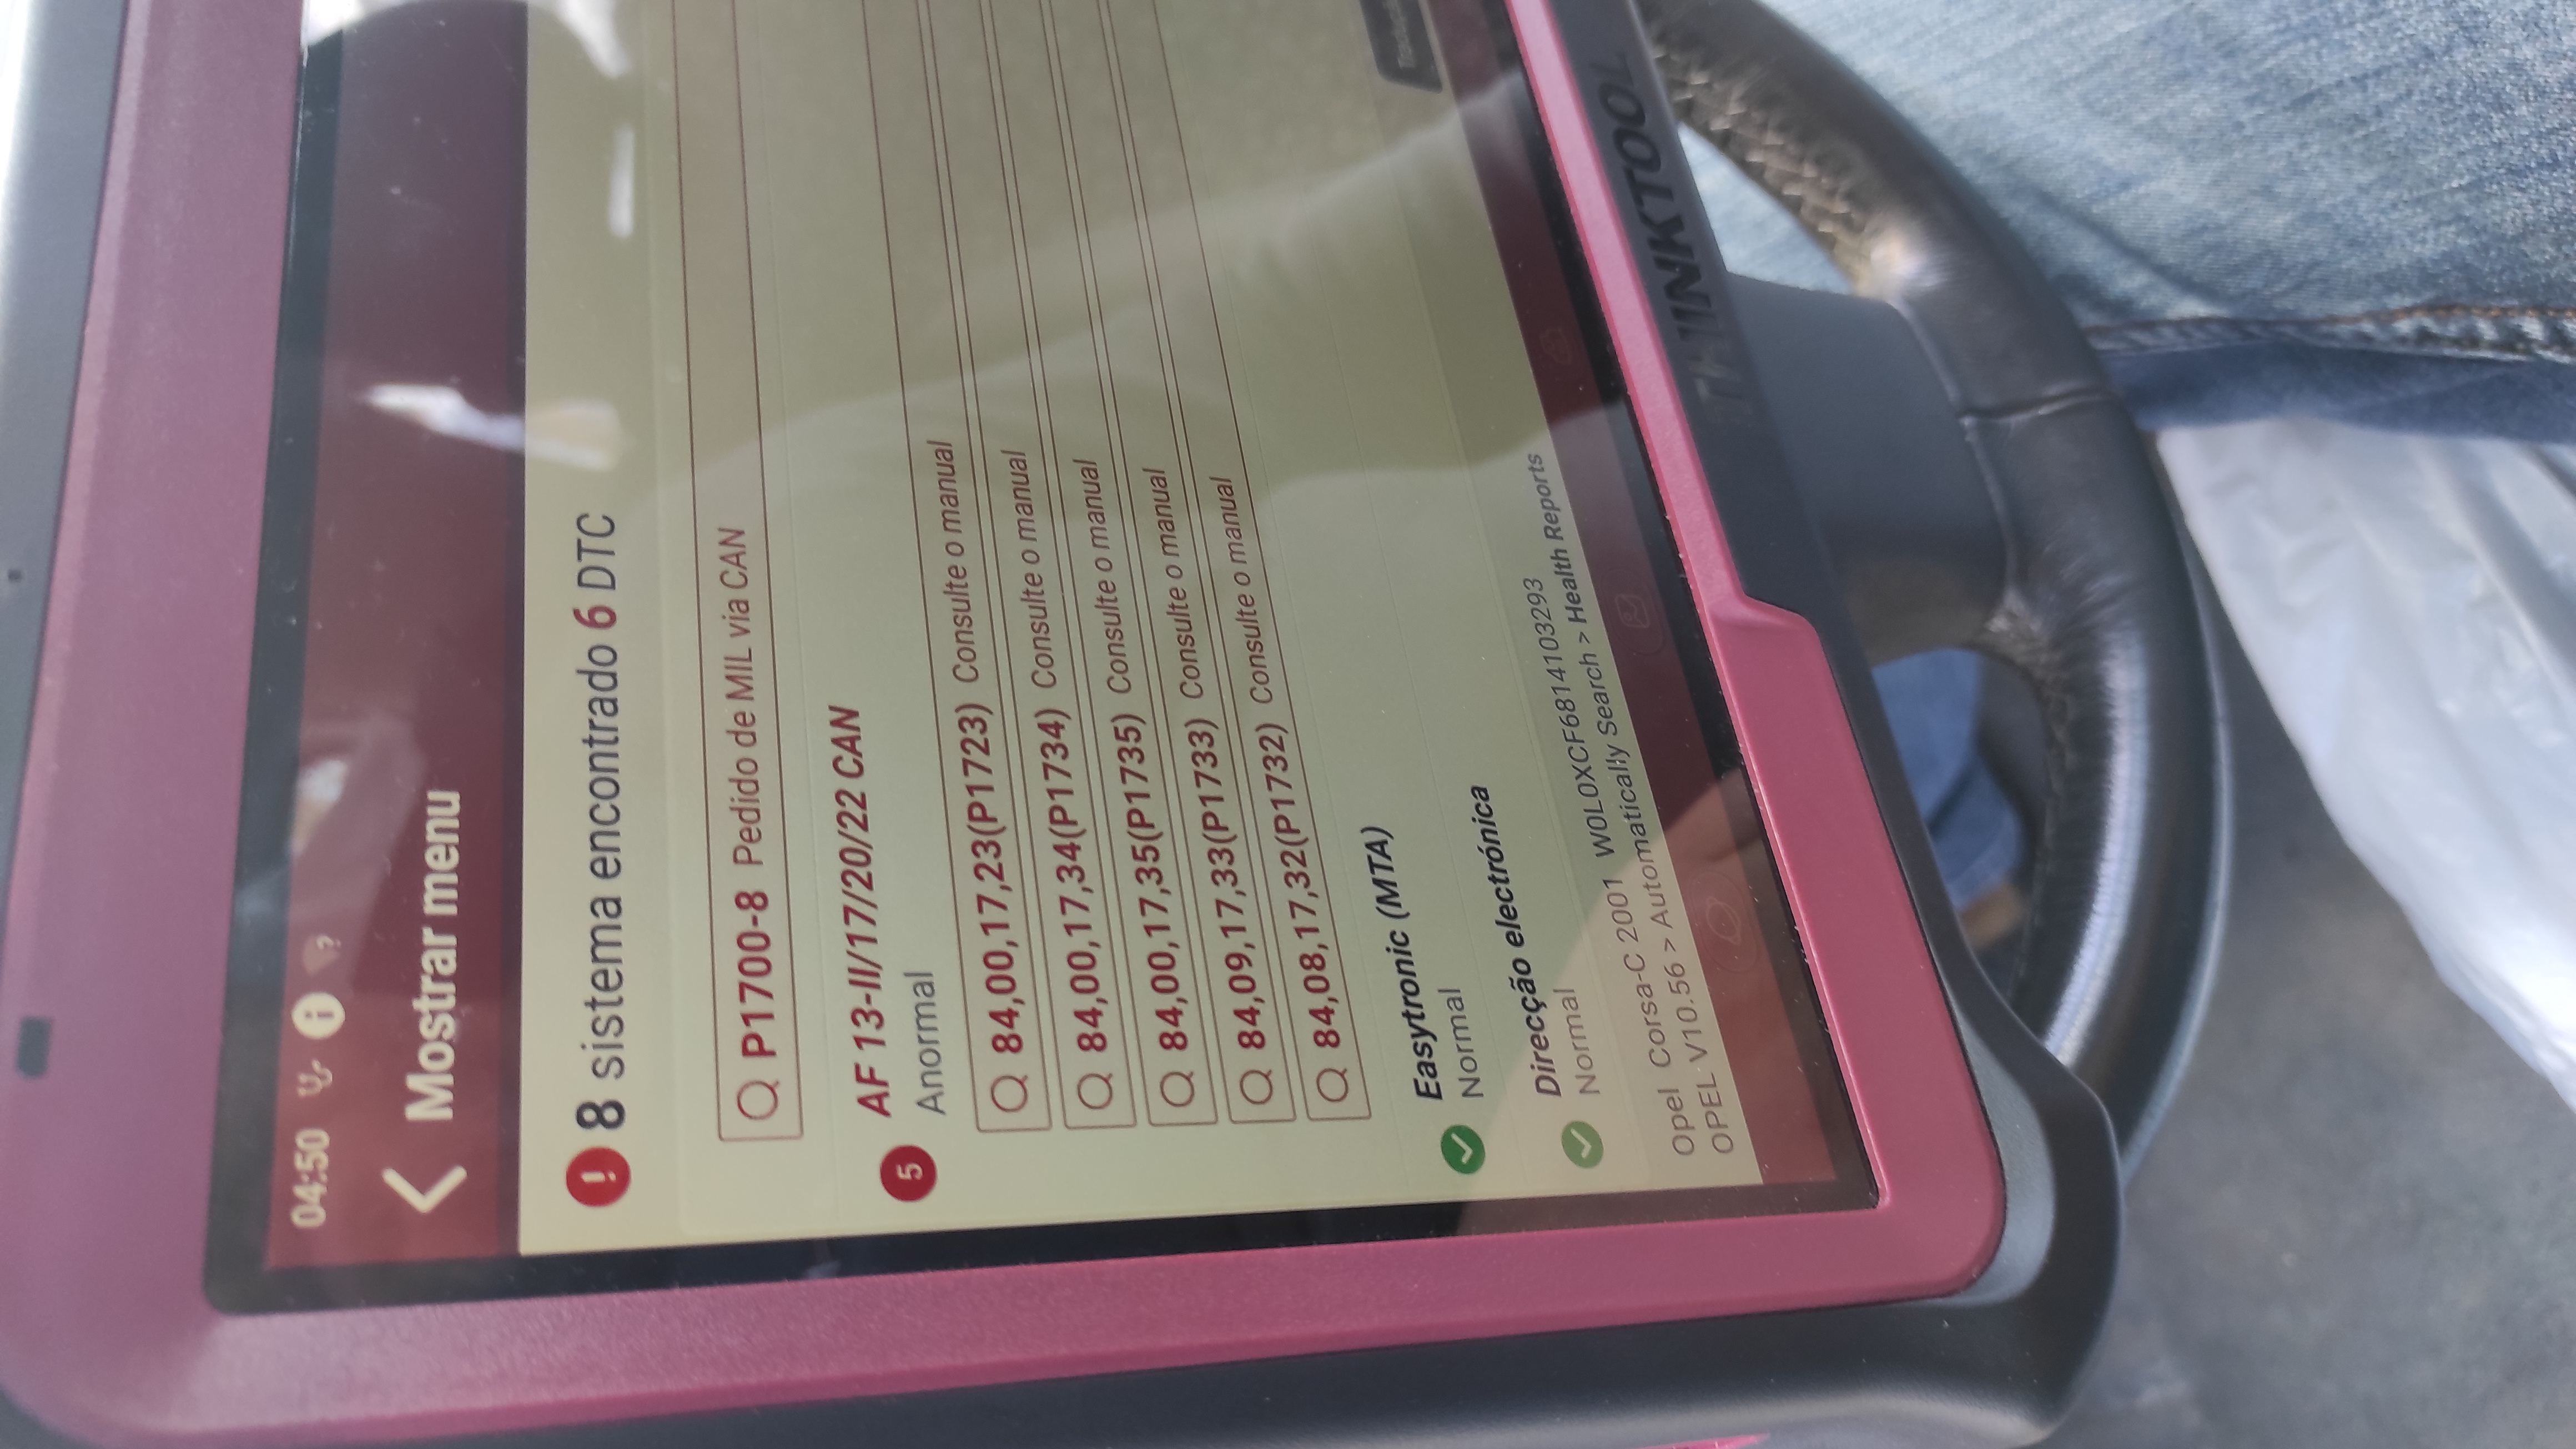 04:50
Mostrar menu
8 sistema encontrado 6 DTC
P1700-8 Pedido de MIL via CAN
AF 13-II/17/20/22 CAN
5
Anormal
84,00,17,23(P1723) Consulte o manual
84,00,17,34(P1734) Consulte o manual
84,00,17,35(P1735) Consulte o manual
84,09,17,33(P1733) Consulte o manual
84,08,17,32(P1732) Consulte o manual
Easytronic (MTA)
Normal
Direcção electrónica
Normal
Opel Corsa-C 2001 W0L0XCF6814103293
OPEL V10.56 > Automatically Search > Health Reports
THINKTOOL